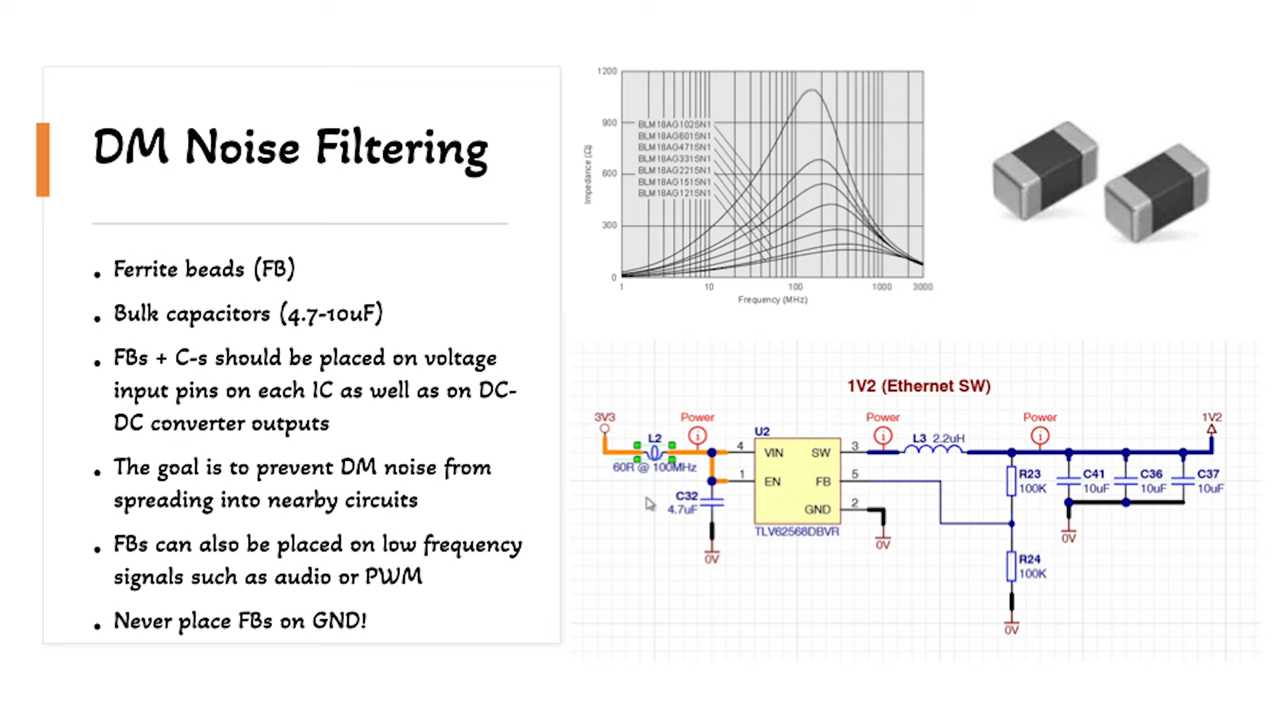 DM Noise Filtering
• Ferrite beads (FB)
• Bulk capacitors (4.7-10uF)
• FBs + C-s should be placed on voltage
input pins on each IC as well as on DC-
DC converter outputs
• The goal is to prevent DM noise from
spreading into nearby circuits
• FBs can also be placed on low frequency
signals such as audio or PWM
• Never place FBs on GND!
1200
900
600
300
0
Impedance (Ω)
BLM18AG102SN1
BLM18AG601SN1
BLM18AG471SN1
BLM18AG331SN1
BLM18AG221SN1
BLM18AG151SN1
BLM18AG121SN1
1 10 100 1000 3000
Frequency (MHz)
1V2 (Ethernet SW)
3V3 Power Power Power 1V2
L2 4 U2 3 L3 2.2uH
VIN SW
60R @ 100MHz
1 EN FB 5
R23 C41 C36 C37
100K 10uF 10uF 10uF
C32
4.7uF
GND 2
TLV62568DBVR
0V 0V 0V
R24
100K
0V